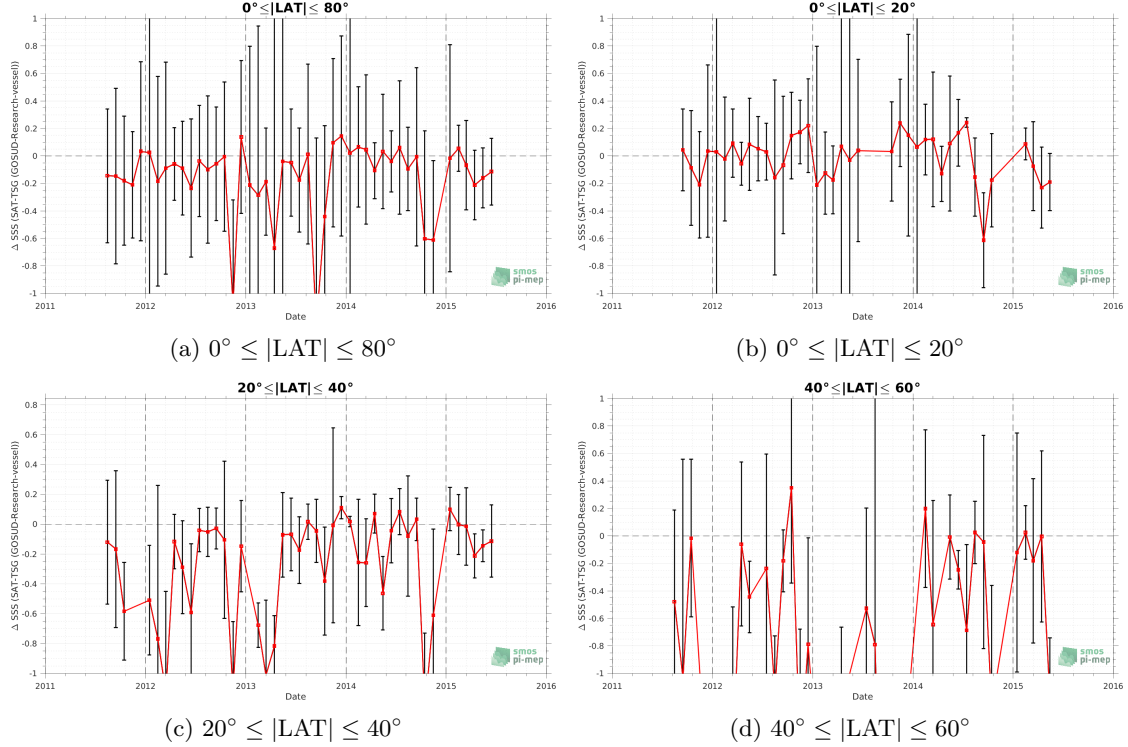 0°≤|LAT|≤ 80°
Δ SSS (SAT-TSG (GOSUD-Research-vessel))
1
0.8
0.6
0.4
0.2
0
-0.2
-0.4
-0.6
-0.8
-1
2011 2012 2013 2014 2015 2016
Date
smos
pi-mep
(a) 0° ≤ |LAT| ≤ 80°
0°≤|LAT|≤ 20°
Δ SSS (SAT-TSG (GOSUD-Research-vessel))
1
0.8
0.6
0.4
0.2
0
-0.2
-0.4
-0.6
-0.8
-1
2011 2012 2013 2014 2015 2016
Date
smos
pi-mep
(b) 0° ≤ |LAT| ≤ 20°
20°≤|LAT|≤ 40°
Δ SSS (SAT-TSG (GOSUD-Research-vessel))
0.8
0.6
0.4
0.2
0
-0.2
-0.4
-0.6
-0.8
-1
2011 2012 2013 2014 2015 2016
Date
smos
pi-mep
(c) 20° ≤ |LAT| ≤ 40°
40°≤|LAT|≤ 60°
Δ SSS (SAT-TSG (GOSUD-Research-vessel))
1
0.8
0.6
0.4
0.2
0
-0.2
-0.4
-0.6
-0.8
-1
2011 2012 2013 2014 2015 2016
Date
smos
pi-mep
(d) 40° ≤ |LAT| ≤ 60°